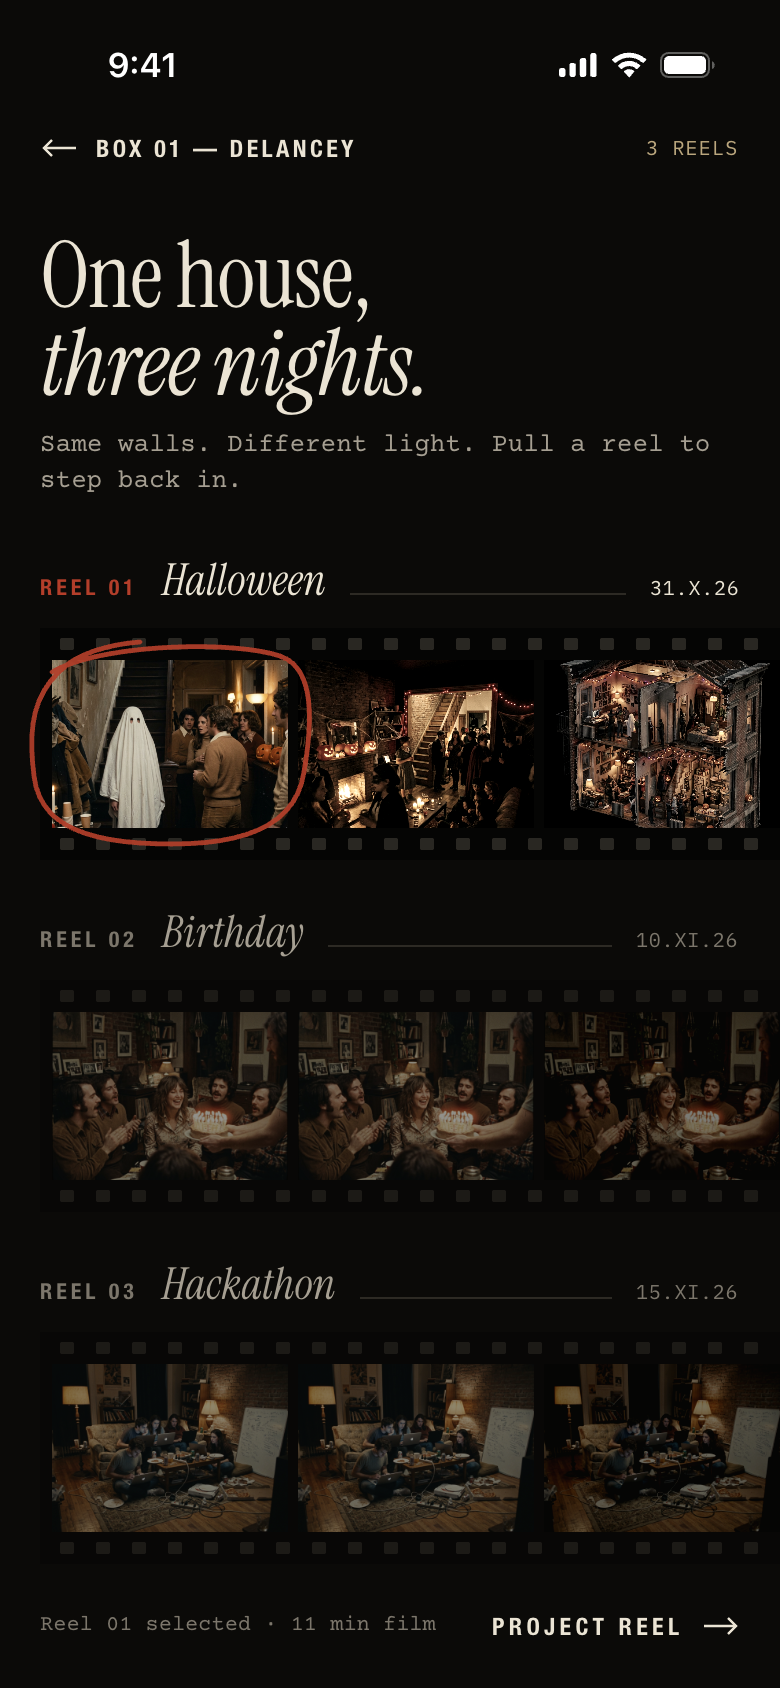 9:41
← BOX 01 — DELANCEY
3 REELS
One house,
three nights.
Same walls. Different light. Pull a reel to
step back in.
REEL 01 Halloween 31.X.26
REEL 02 Birthday 10.XI.26
REEL 03 Hackathon 15.XI.26
Reel 01 selected · 11 min film
PROJECT REEL →